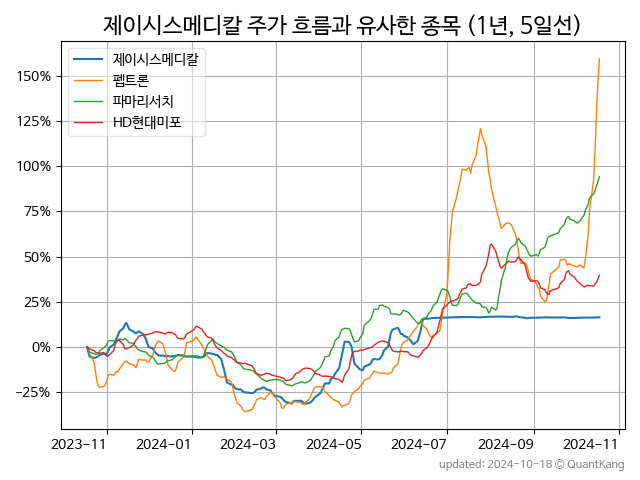 제이시스메디칼 주가 흐름과 유사한 종목 (1년, 5일선)
제이시스메디칼
펩트론
파마리서치
HD현대미포
150%
125%
100%
75%
50%
25%
0%
−25%
2023-11 2024-01 2024-03 2024-05 2024-07 2024-09 2024-11
updated: 2024-10-18 © QuantKang